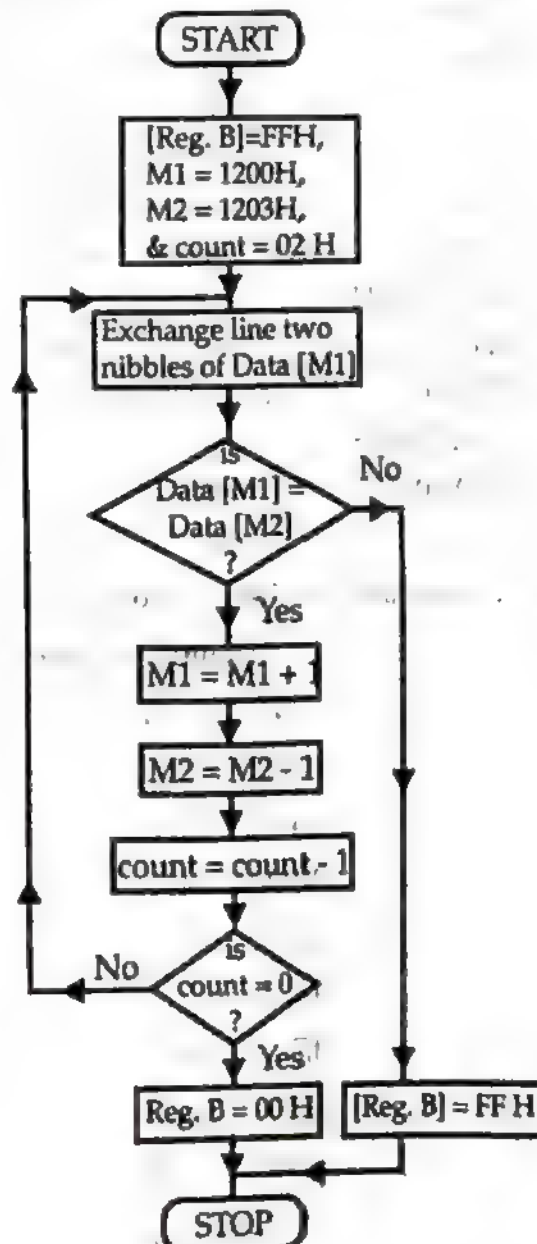 START
[Reg. B]=FFH,
M1 = 1200H,
M2 = 1203H,
& count = 02 H
Exchange line two
nibbles of Data [M1]
is
Data [M1] =
Data [M2]
?
No
Yes
M1 = M1 + 1
M2 = M2 - 1
count = count - 1
is
count = 0
?
No
Yes
Reg. B = 00 H
[Reg. B] = FF H
STOP